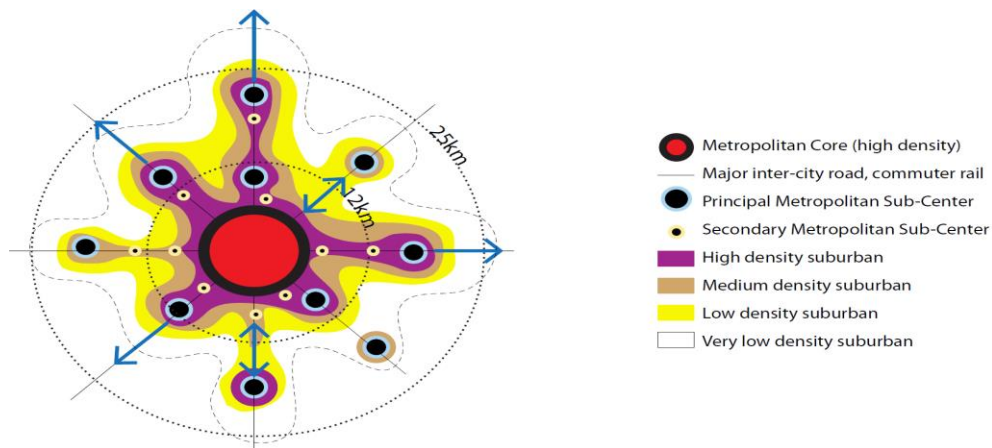 25km
12km
Metropolitan Core (high density)
Major inter-city road, commuter rail
Principal Metropolitan Sub-Center
Secondary Metropolitan Sub-Center
High density suburban
Medium density suburban
Low density suburban
Very low density suburban